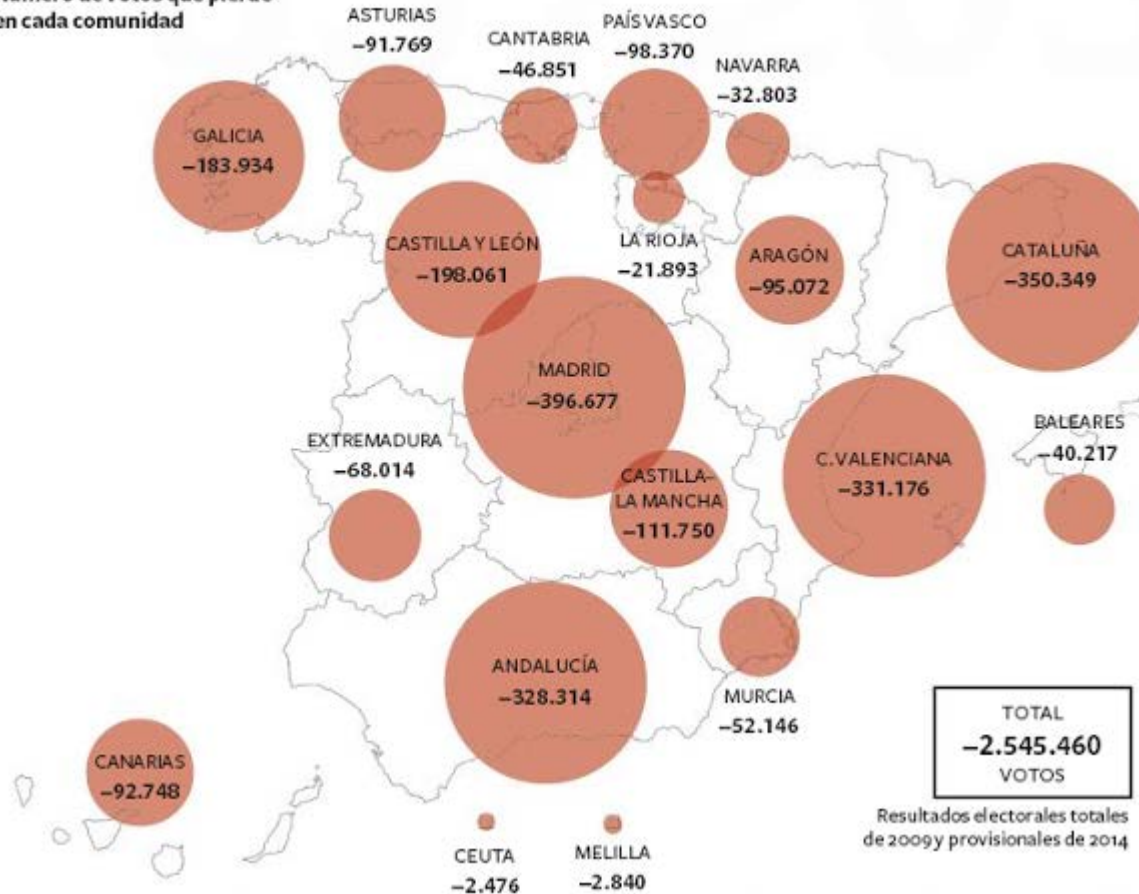 en cada comunidad
ASTURIAS
–91.769
CANTABRIA
–46.851
PAÍS VASCO
–98.370
NAVARRA
–32.803
GALICIA
–183.934
CASTILLA Y LEÓN
–198.061
LA RIOJA
–21.893
ARAGÓN
–95.072
CATALUÑA
–350.349
MADRID
–396.677
EXTREMADURA
–68.014
CASTILLA–
LA MANCHA
–111.750
C. VALENCIANA
–331.176
BALEARES
–40.217
ANDALUCÍA
–328.314
MURCIA
–52.146
CANARIAS
–92.748
CEUTA
–2.476
MELILLA
–2.840
TOTAL
–2.545.460
VOTOS
Resultados electorales totales
de 2009 y provisionales de 2014